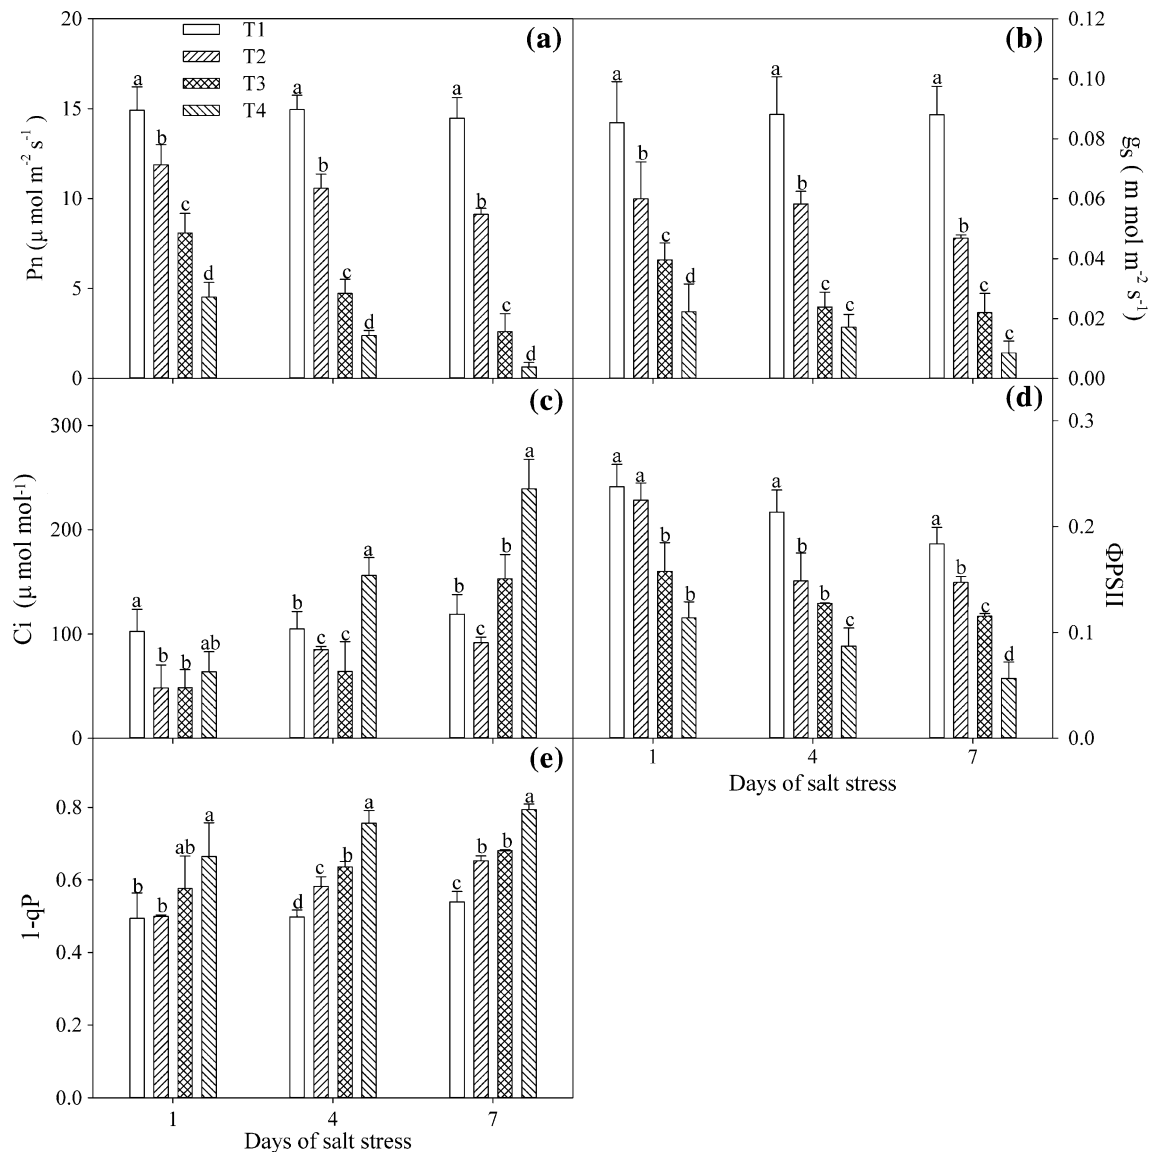 T1
T2
T3
T4
(a)
20
15
10
5
0
Pn (μ mol m-2 s-1 )
a
b
c
d
a
b
c
d
a
b
c
d
(b)
0.12
0.10
0.08
0.06
0.04
0.02
0.00
gs ( m mol m-2 s-1)
a
b
c
d
a
b
c
c
a
b
c
c
(c)
300
200
100
0
Ci (μ mol mol-1)
a
b
b
ab
b
c
c
a
b
c
b
a
(d)
0.3
0.2
0.1
0.0
ΦPSII
a
a
b
b
a
b
b
c
a
b
c
d
1
4
7
Days of salt stress
(e)
0.8
0.6
0.4
0.2
0.0
1-qP
b
b
ab
a
d
c
b
a
c
b
b
a
1
4
7
Days of salt stress